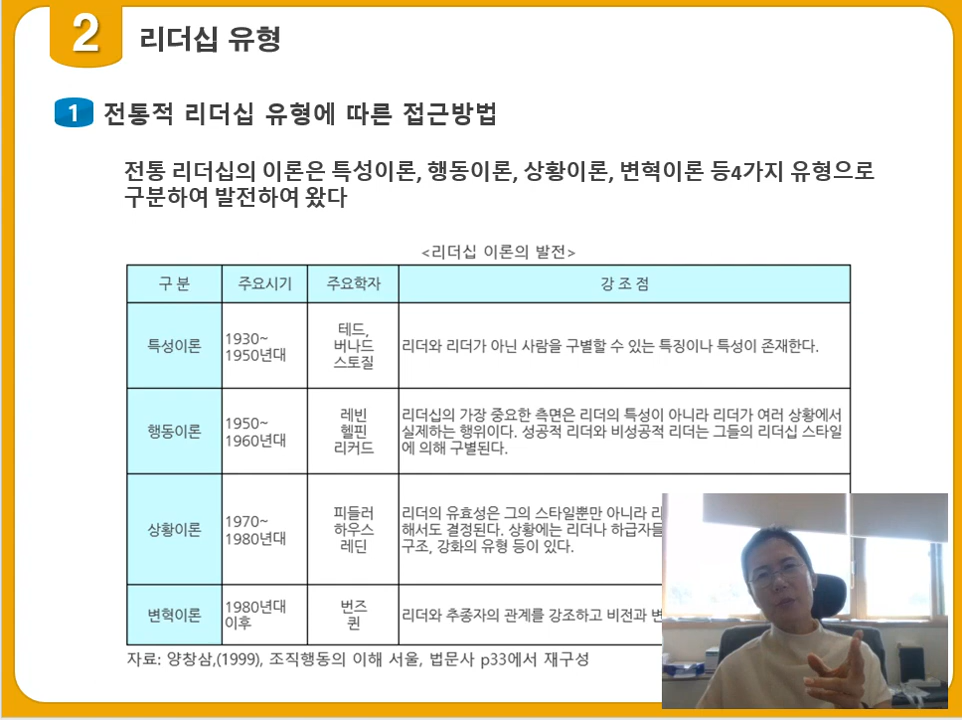 2
리더십 유형
1 전통적 리더십 유형에 따른 접근방법
전통 리더십의 이론은 특성이론, 행동이론, 상황이론, 변혁이론 등4가지 유형으로
구분하여 발전하여 왔다
<리더십 이론의 발전>
구 분 주요시기 주요학자 강 조 점
특성이론
1930~
1950년대
테드,
버나드
스토질
리더와 리더가 아닌 사람을 구별할 수 있는 특징이나 특성이 존재한다.
행동이론
1950~
1960년대
레빈
헬핀
리커드
리더십의 가장 중요한 측면은 리더의 특성이 아니라 리더가 여러 상황에서
실제하는 행위이다. 성공적 리더와 비성공적 리더는 그들의 리더십 스타일
에 의해 구별된다.
상황이론
1970~
1980년대
피들러
하우스
레딘
리더의 유효성은 그의 스타일뿐만 아니라
해서도 결정된다. 상황에는 리더나 하급자들
구조, 강화의 유형 등이 있다.
변혁이론
1980년대
이후
번즈
퀸
리더와 추종자의 관계를 강조하고 비전과
자료: 양창삼,(1999), 조직행동의 이해 서울, 법문사 p33에서 재구성